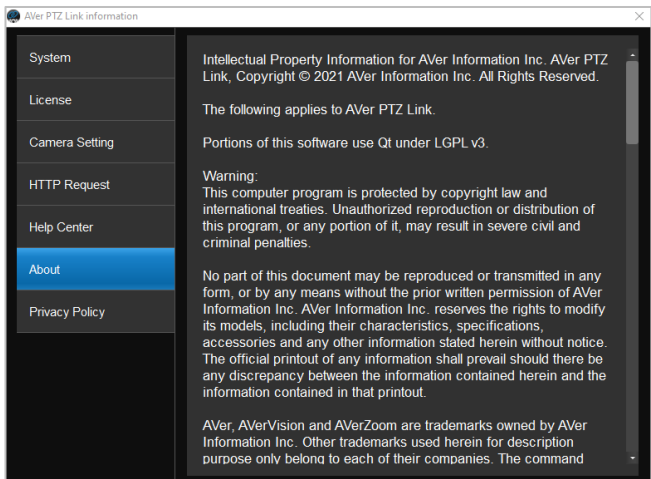 AVer PTZ Link information
System
License
Camera Setting
HTTP Request
Help Center
About
Privacy Policy
Intellectual Property Information for AVer Information Inc. AVer PTZ
Link, Copyright © 2021 AVer Information Inc. All Rights Reserved.
The following applies to AVer PTZ Link.
Portions of this software use Qt under LGPL v3.
Warning:
This computer program is protected by copyright law and
international treaties. Unauthorized reproduction or distribution of
this program, or any portion of it, may result in severe civil and
criminal penalties.
No part of this document may be reproduced or transmitted in any
form, or by any means without the prior written permission of AVer
Information Inc. AVer Information Inc. reserves the rights to modify
its models, including their characteristics, specifications,
accessories and any other information stated herein without notice.
The official printout of any information shall prevail should there be
any discrepancy between the information contained herein and the
information contained in that printout.
AVer, AVerVision and AVerZoom are trademarks owned by AVer
Information Inc. Other trademarks used herein for description
purpose only belong to each of their companies. The command